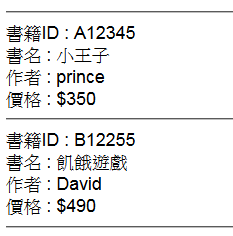 書籍ID : A12345
書名 : 小王子
作者 : prince
價格 : $350
書籍ID : B12255
書名 : 飢餓遊戲
作者 : David
價格 : $490